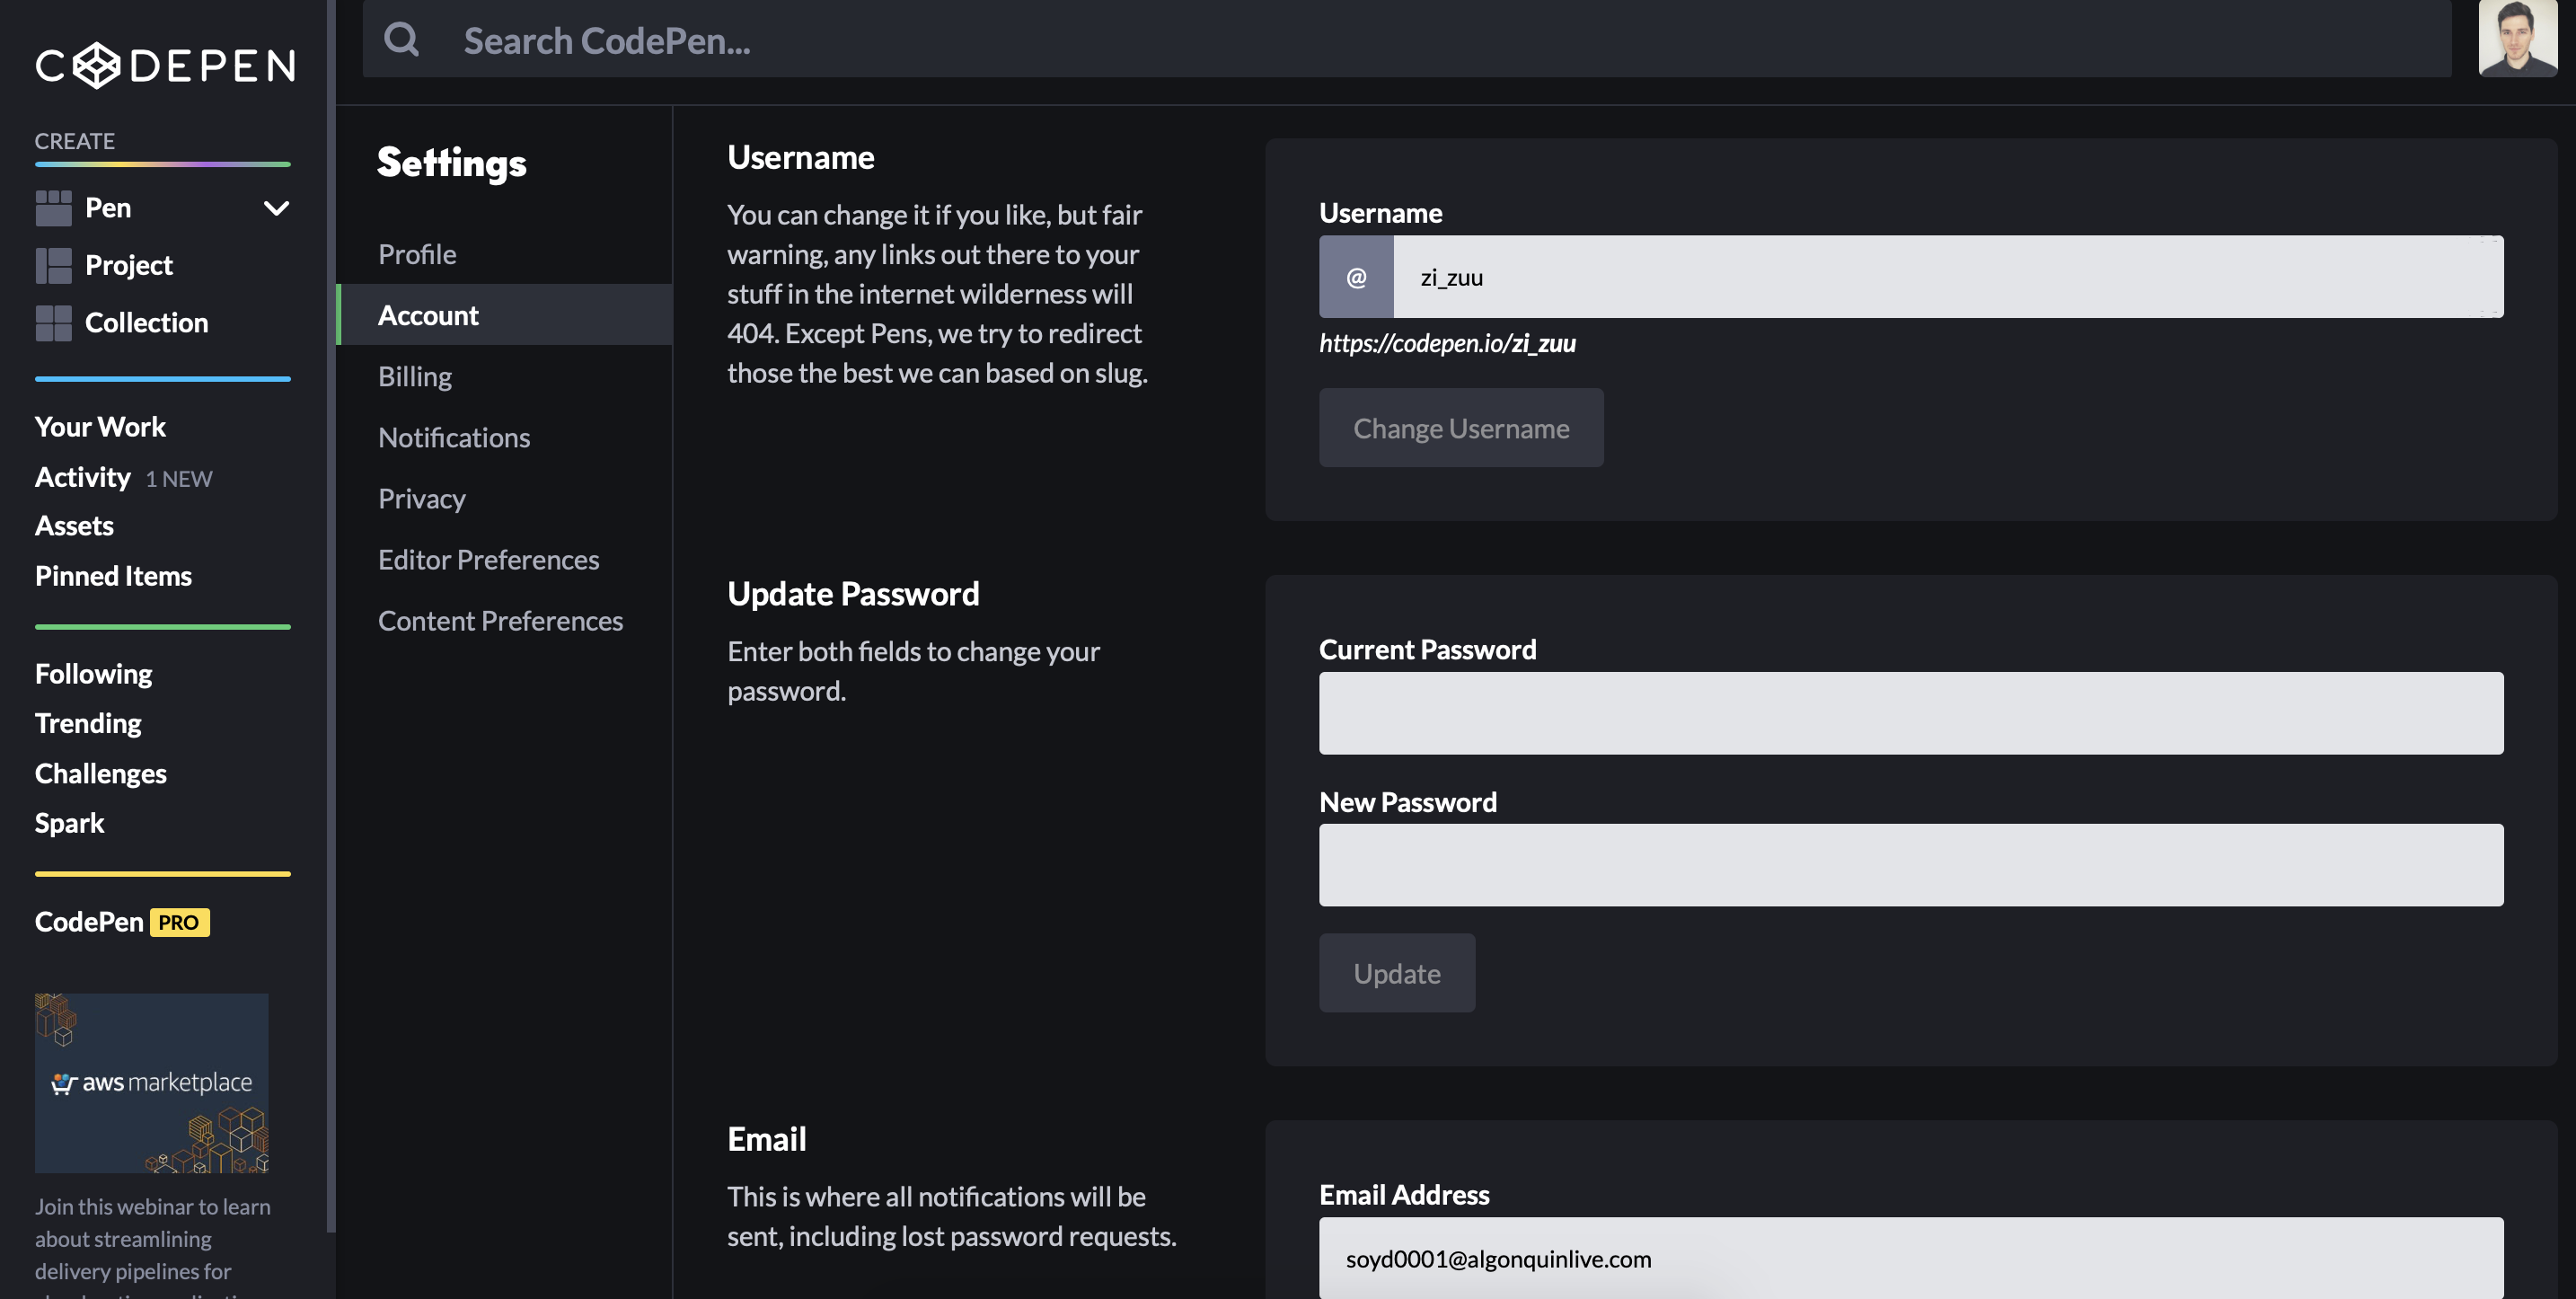 CODEPEN
CREATE
Pen
Project
Collection
Your Work
Activity 1 NEW
Assets
Pinned Items
Following
Trending
Challenges
Spark
CodePen PRO
aws marketplace
Join this webinar to learn
about streamlining
delivery pipelines for
Search CodePen...
Settings
Profile
Account
Billing
Notifications
Privacy
Editor Preferences
Content Preferences
Username
You can change it if you like, but fair
warning, any links out there to your
stuff in the internet wilderness will
404. Except Pens, we try to redirect
those the best we can based on slug.
Username
@ zi_zuu
https://codepen.io/zi_zuu
Change Username
Update Password
Enter both fields to change your
password.
Current Password
New Password
Update
Email
This is where all notifications will be
sent, including lost password requests.
Email Address
soyd0001@algonquinlive.com